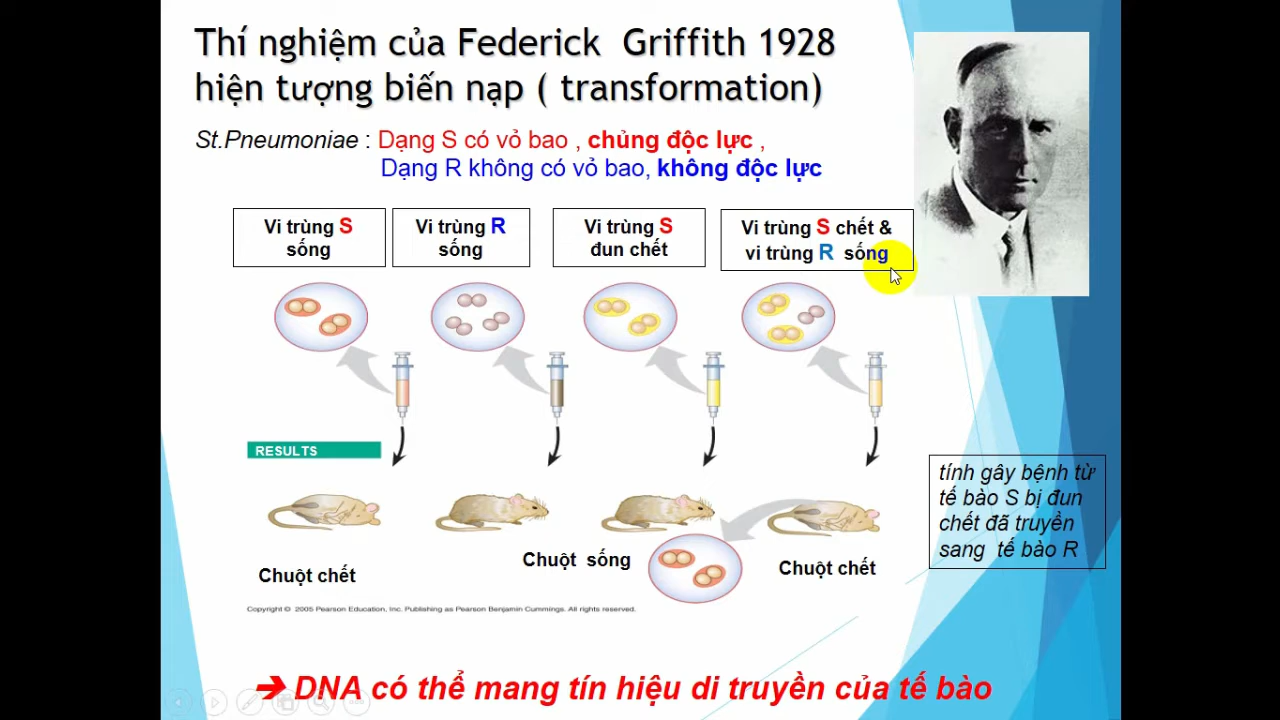 Thí nghiệm của Federick Griffith 1928
hiện tượng biến nạp ( transformation)
St.Pneumoniae : Dạng S có vỏ bao , chủng độc lực ,
Dạng R không có vỏ bao, không độc lực
Vi trùng S
sống
Vi trùng R
sống
Vi trùng S
đun chết
Vi trùng S chết &
vi trùng R sống
RESULTS
tính gây bệnh từ
tế bào S bị đun
chết đã truyền
sang tế bào R
Chuột chết
Chuột sống
Chuột chết
Copyright © 2005 Pearson Education, Inc. Publishing as Pearson Benjamin Cummings. All rights reserved.
➔ DNA có thể mang tín hiệu di truyền của tế bào